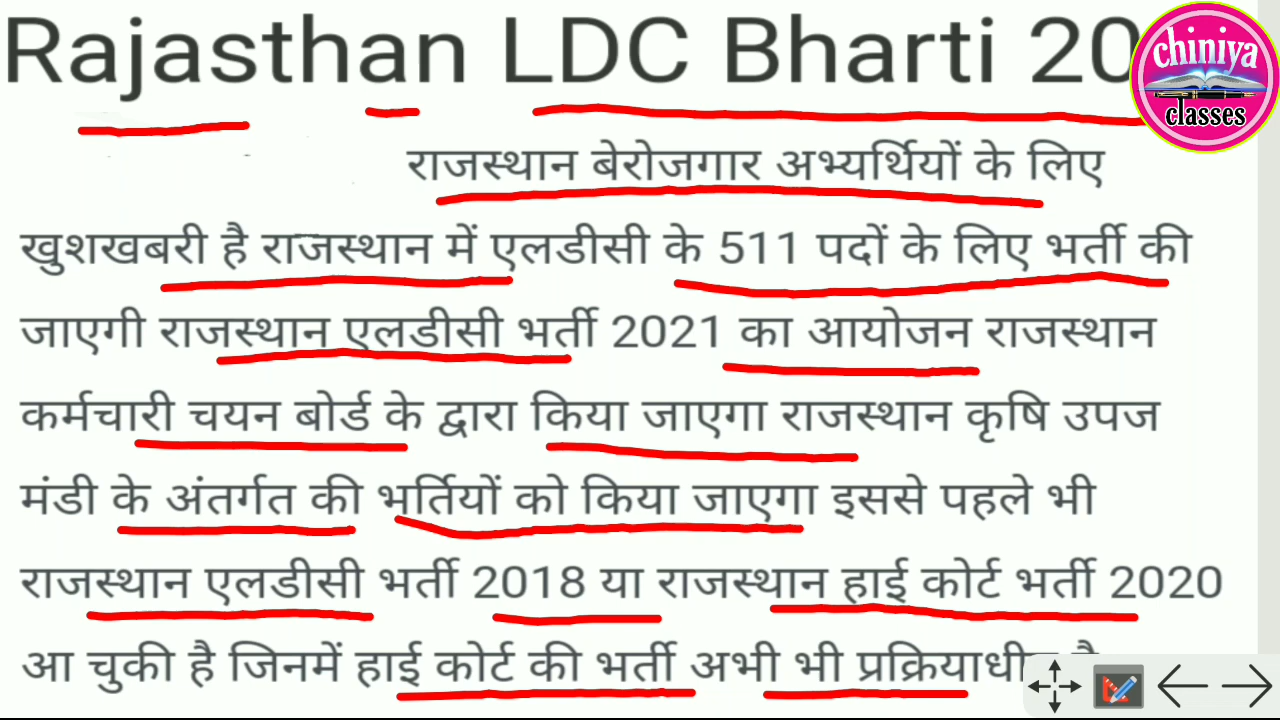 Rajasthan LDC Bharti 20
chiniya
classes
राजस्थान बेरोजगार अभ्यर्थियों के लिए
खुशखबरी है राजस्थान में एलडीसी के 511 पदों के लिए भर्ती की
जाएगी राजस्थान एलडीसी भर्ती 2021 का आयोजन राजस्थान
कर्मचारी चयन बोर्ड के द्वारा किया जाएगा राजस्थान कृषि उपज
मंडी के अंतर्गत की भर्तियों को किया जाएगा इससे पहले भी
राजस्थान एलडीसी भर्ती 2018 या राजस्थान हाई कोर्ट भर्ती 2020
आ चुकी है जिनमें हाई कोर्ट की भर्ती अभी भी